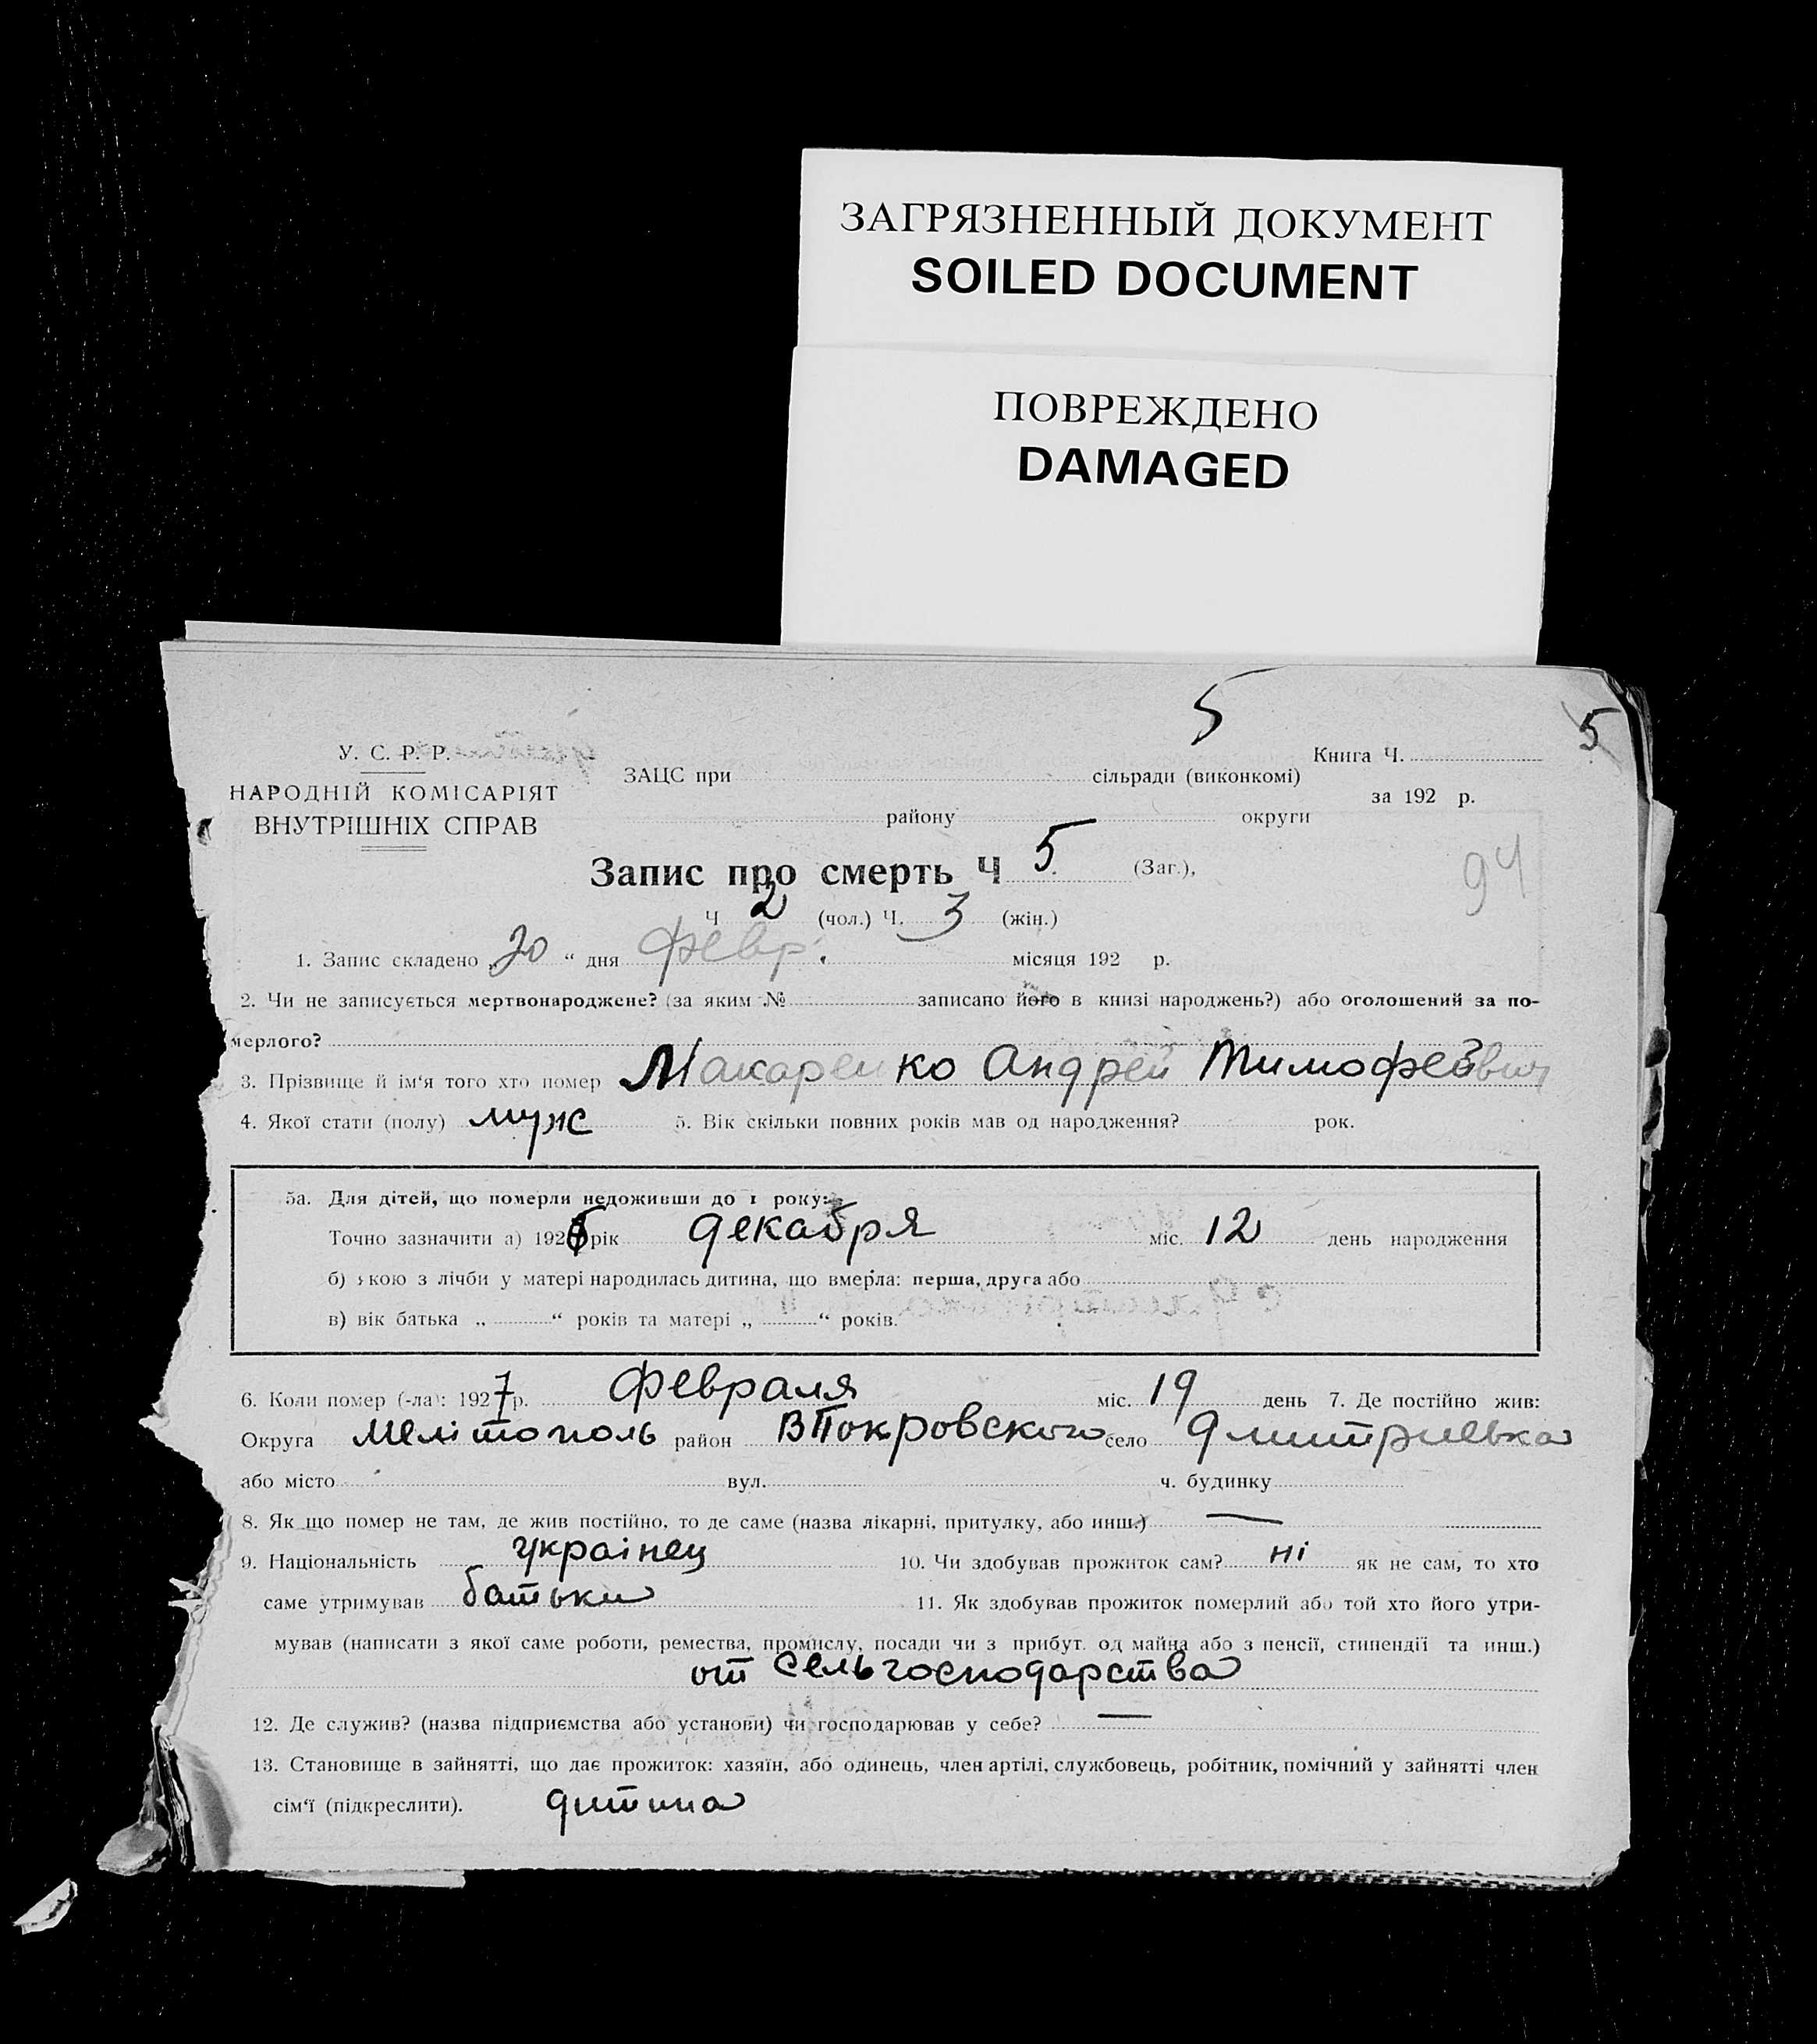 ЗАГРЯЗНЕННЫЙ ДОКУМЕНТ
SOILED DOCUMENT
ПОВРЕЖДЕНО
DAMAGED
5
5
У. С. Р. Р.
НАРОДНІЙ КОМІСАРІЯТ
ВНУТРІШНІХ СПРАВ
ЗАЦС при сільради (виконкомі)
Книга Ч.
за 192 р.
району округи
Запис про смерть Ч 5 (Заг.),
94
Ч 2 (чол.) Ч. 3 (жін.)
1. Запис складено „20“ дня февр. місяця 192 р.
2. Чи не записується мертвонароджене? (за яким № записано його в книзі народжень?) або оголошений за по-
мерлого?
3. Прізвище й ім'я того хто помер Макаренко Андрей Тимофеевич
4. Якої стати (полу) муж 5. Вік скільки повних років мав од народження? рок.
5а. Для дітей, що померли недоживши до 1 року:
Точно зазначити а) 1926 рік декабря міс. 12 день народження
б) якою з лічби у матері народилась дитина, що вмерла: перша, друга або
в) вік батька „ “ років та матері „ “ років.
6. Коли помер (-ла): 1927 р. февраля міс. 19 день 7. Де постійно жив:
Округа Мелітополь район ВПокровского село Дмитриевка
або місто вул. ч. будинку
8. Як що помер не там, де жив постійно, то де саме (назва лікарні, притулку, або инш.) —
9. Національність українец 10. Чи здобував прожиток сам? ні як не сам, то хто
саме утримував батьки 11. Як здобував прожиток померлий або той хто його утри-
мував (написати з якої саме роботи, ремества, промислу, посади чи з прибут. од майна або з пенсії, стипендії та инш.)
от сельгосподарства
12. Де служив? (назва підприємства або установи) чи господарював у себе? —
13. Становище в зайнятті, що дає прожиток: хазяїн, або одинець, член артілі, службовець, робітник, помічний у зайнятті член
сім'ї (підкреслити). дитина